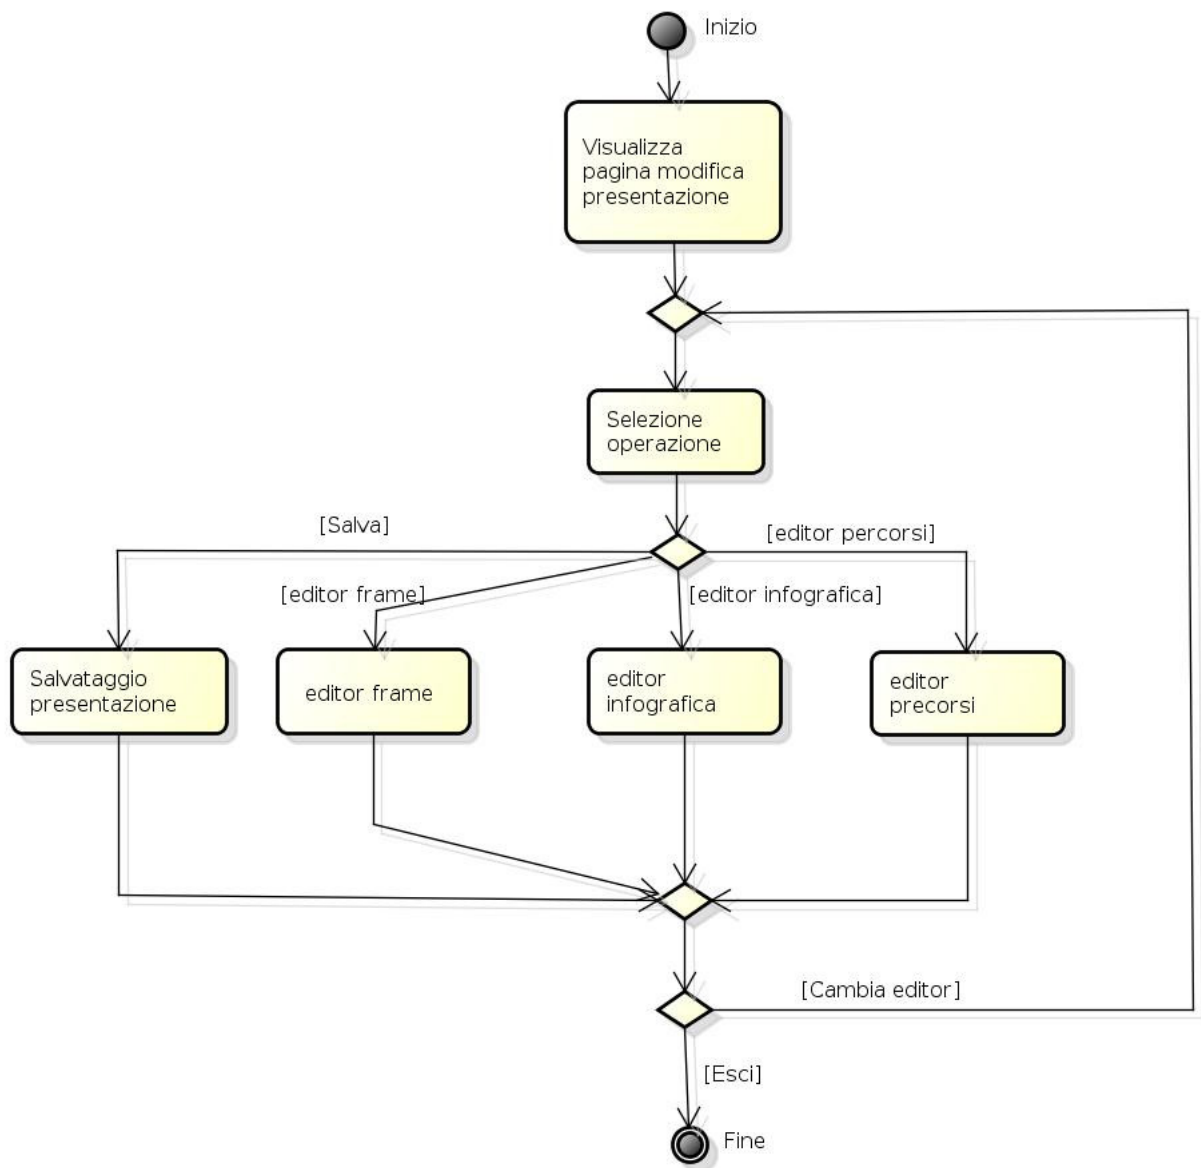 Inizio
Visualizza
pagina modifica
presentazione
Selezione
operazione
[Salva]
[editor percorsi]
[editor frame]
[editor infografica]
Salvataggio
presentazione
editor frame
editor
infografica
editor
precorsi
[Cambia editor]
[Esci]
Fine